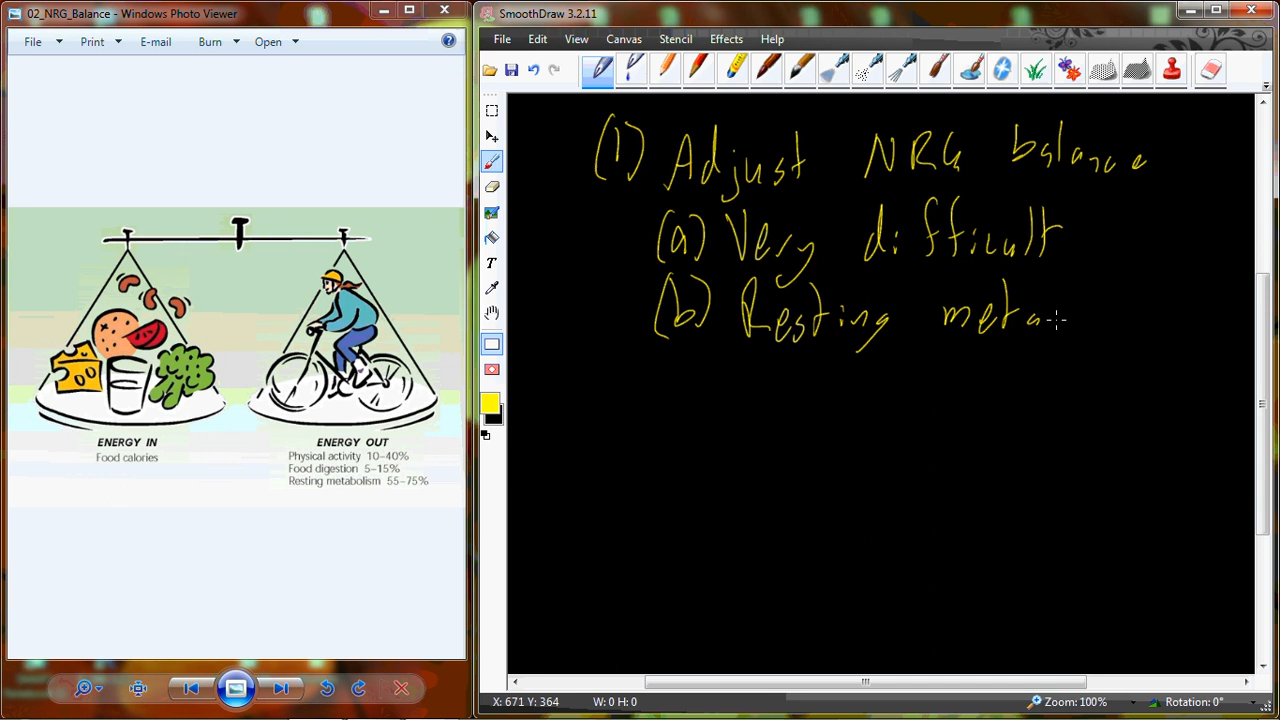 02_NRG_Balance - Windows Photo Viewer
File Print E-mail Burn Open
ENERGY IN
Food calories
ENERGY OUT
Physical activity 10–40%
Food digestion 5–15%
Resting metabolism 55–75%
SmoothDraw 3.2.11
File Edit View Canvas Stencil Effects Help
(1) Adjust NRG balance
(a) Very difficult
(b) Resting meta
X: 671 Y: 364 W: 0 H: 0 Zoom: 100% Rotation: 0°